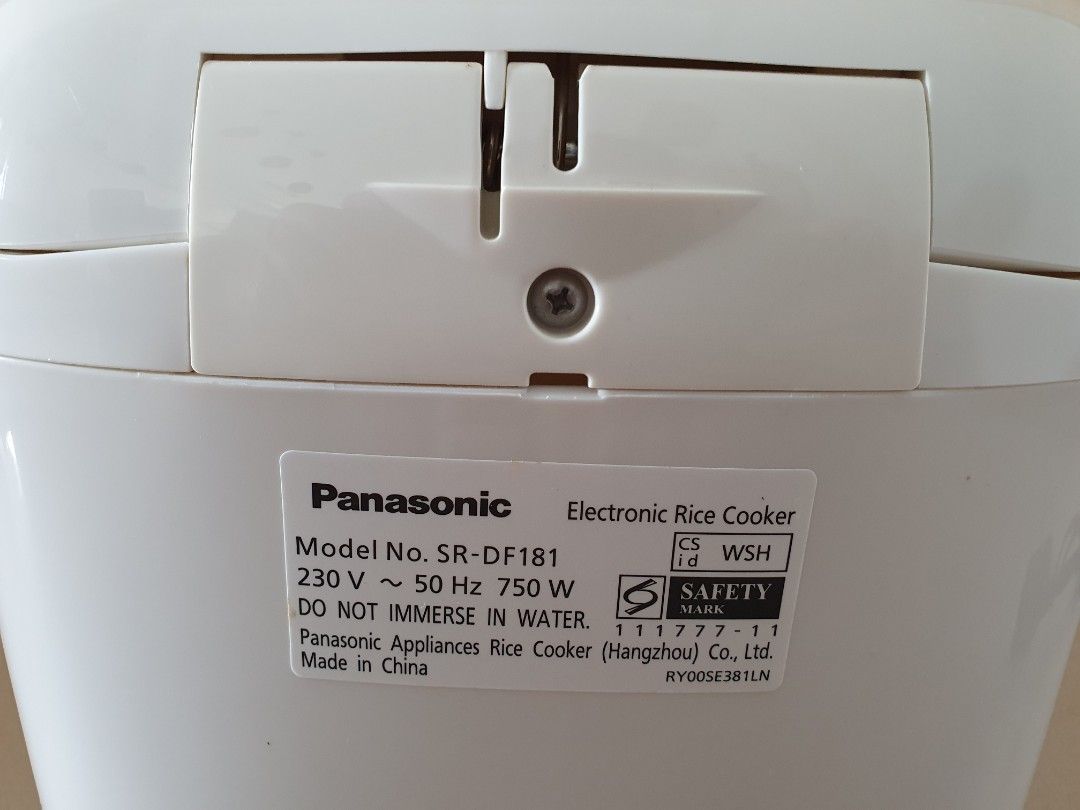 Panasonic
Electronic Rice Cooker
Model No. SR-DF181
CS id WSH
230 V ~ 50 Hz 750 W
SAFETY MARK
DO NOT IMMERSE IN WATER.
111777-11
Panasonic Appliances Rice Cooker (Hangzhou) Co., Ltd.
Made in China
RY00SE381LN